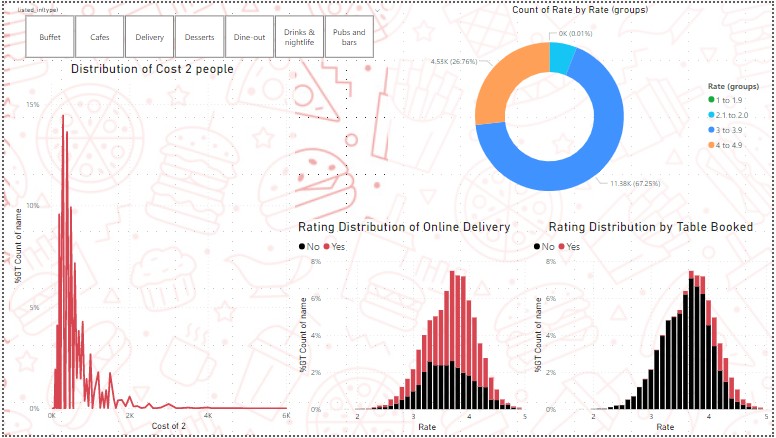 listed_in(type)
Buffet
Cafes
Delivery
Desserts
Dine-out
Drinks &
nightlife
Pubs and
bars
Distribution of Cost 2 people
%GT Count of name
15%
10%
5%
0%
0K
2K
4K
6K
Cost of 2
Count of Rate by Rate (groups)
0K (0.01%)
4.53K (26.76%)
11.38K (67.25%)
Rate (groups)
1 to 1.9
2.1 to 2.0
3 to 3.9
4 to 4.9
Rating Distribution of Online Delivery
No Yes
%GT Count of name
8%
6%
4%
2%
0%
2
3
4
5
Rate
Rating Distribution by Table Booked
No Yes
%GT Count of name
8%
6%
4%
2%
0%
2
3
4
5
Rate